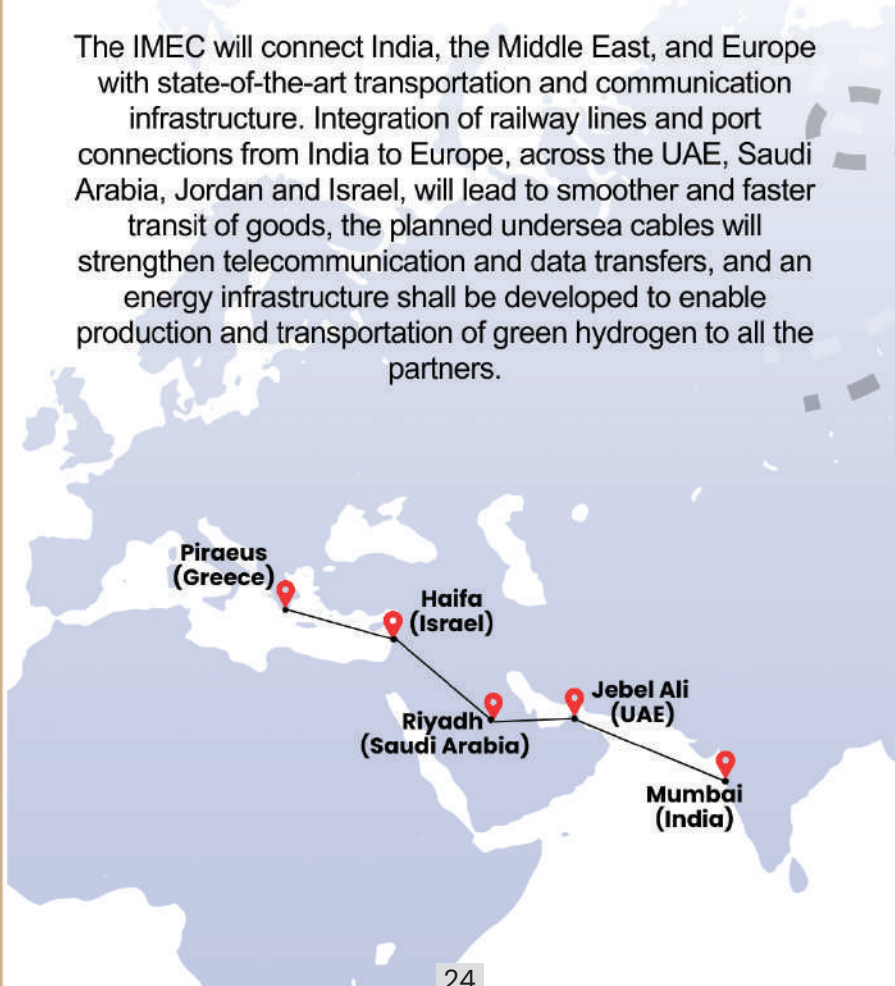 The IMEC will connect India, the Middle East, and Europe
with state-of-the-art transportation and communication
infrastructure. Integration of railway lines and port
connections from India to Europe, across the UAE, Saudi
Arabia, Jordan and Israel, will lead to smoother and faster
transit of goods, the planned undersea cables will
strengthen telecommunication and data transfers, and an
energy infrastructure shall be developed to enable
production and transportation of green hydrogen to all the
partners.
Piraeus
(Greece)
Haifa
(Israel)
Jebel Ali
(UAE)
Riyadh
(Saudi Arabia)
Mumbai
(India)
24